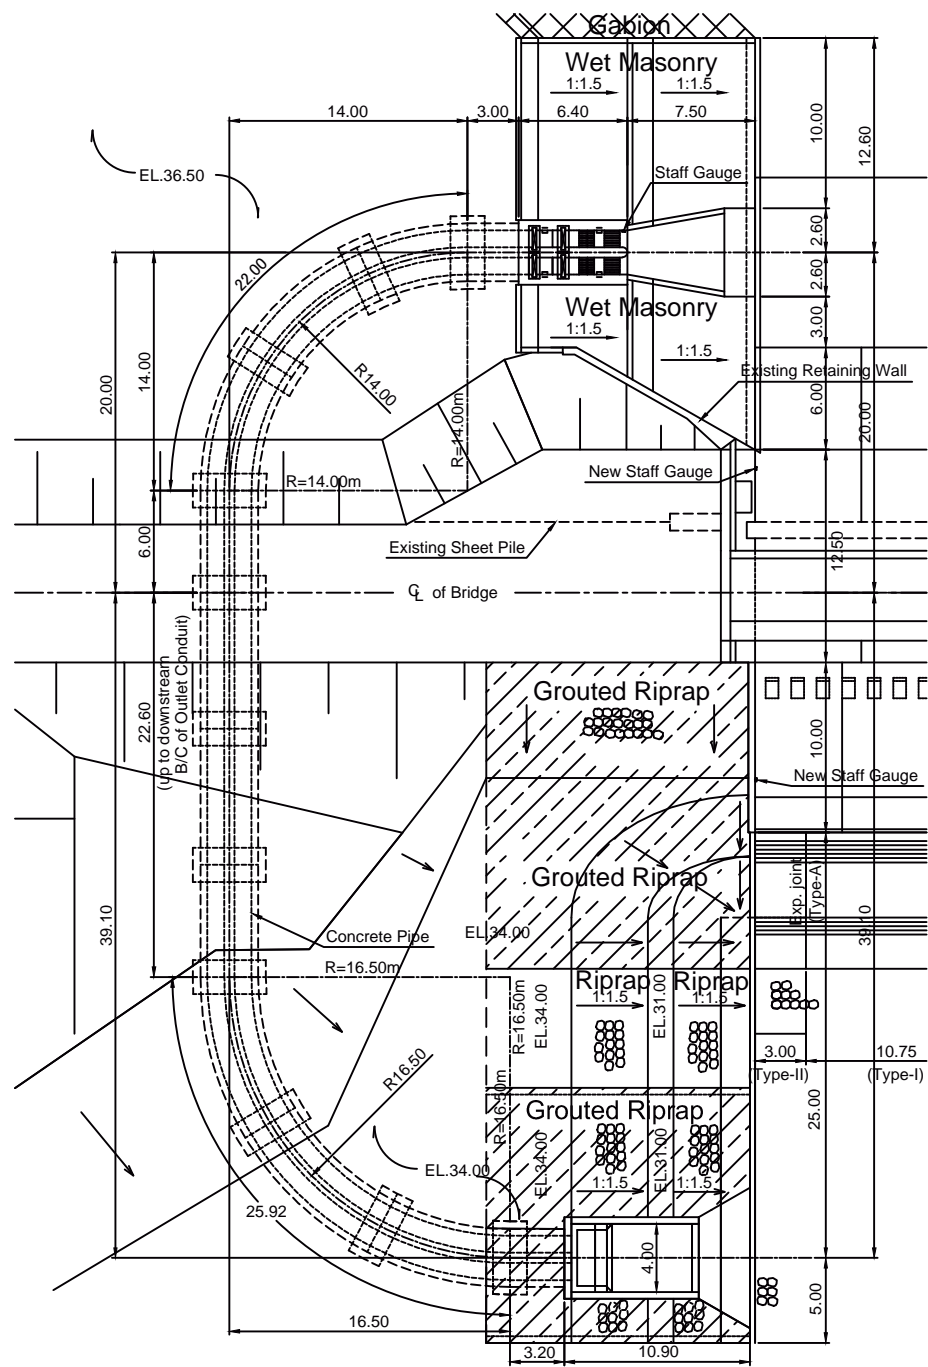 Gabion
Wet Masonry
1:1.5
1:1.5
14.00
3.00
6.40
7.50
10.00
12.60
EL.36.50
Staff Gauge
2.60
2.60
22.00
Wet Masonry
3.00
1:1.5
1:1.5
R14.00
14.00
20.00
Existing Retaining Wall
6.00
20.00
R=14.00m
R=14.00m
New Staff Gauge
6.00
Existing Sheet Pile
12.50
℄ of Bridge
22.60
(up to downstream
B/C of Outlet Conduit)
Grouted Riprap
10.00
New Staff Gauge
Grouted Riprap
Exp. joint
(Type-A)
39.10
39.10
Concrete Pipe
EL.34.00
R=16.50m
Riprap
Riprap
1:1.5
1:1.5
R=16.50m
EL.34.00
EL.31.00
3.00
10.75
(Type-II)
(Type-I)
R16.50
R=16.50m
Grouted Riprap
25.00
EL.34.00
EL.34.00
EL.31.00
1:1.5
1:1.5
25.92
4.00
5.00
16.50
3.20
10.90